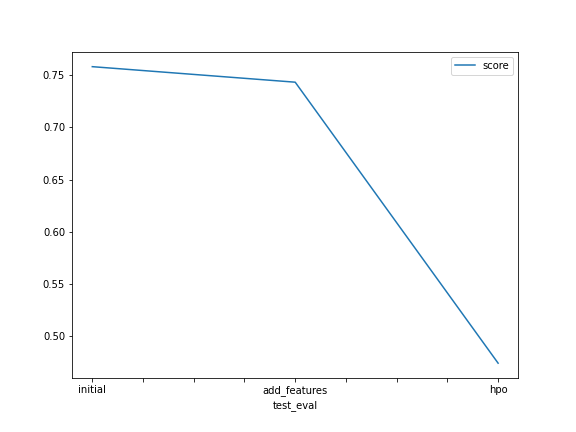 score
0.75
0.70
0.65
0.60
0.55
0.50
initial
add_features
hpo
test_eval